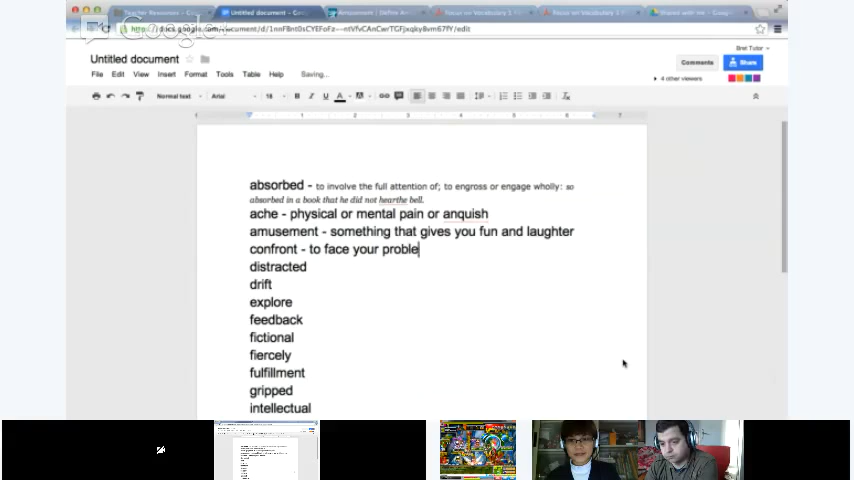 Undocumented document - Go
Untitled document
Bret Tutor
File Edit View Insert Format Tools Table Help Saving...
Comments
Share
4 other viewers
Normal text
Arial
18
absorbed - to involve the full attention of; to engross or engage wholly: so
absorbed in a book that he did not hearthe bell.
ache - physical or mental pain or anquish
amusement - something that gives you fun and laughter
confront - to face your proble
distracted
drift
explore
feedback
fictional
fiercely
fulfillment
gripped
intellectual